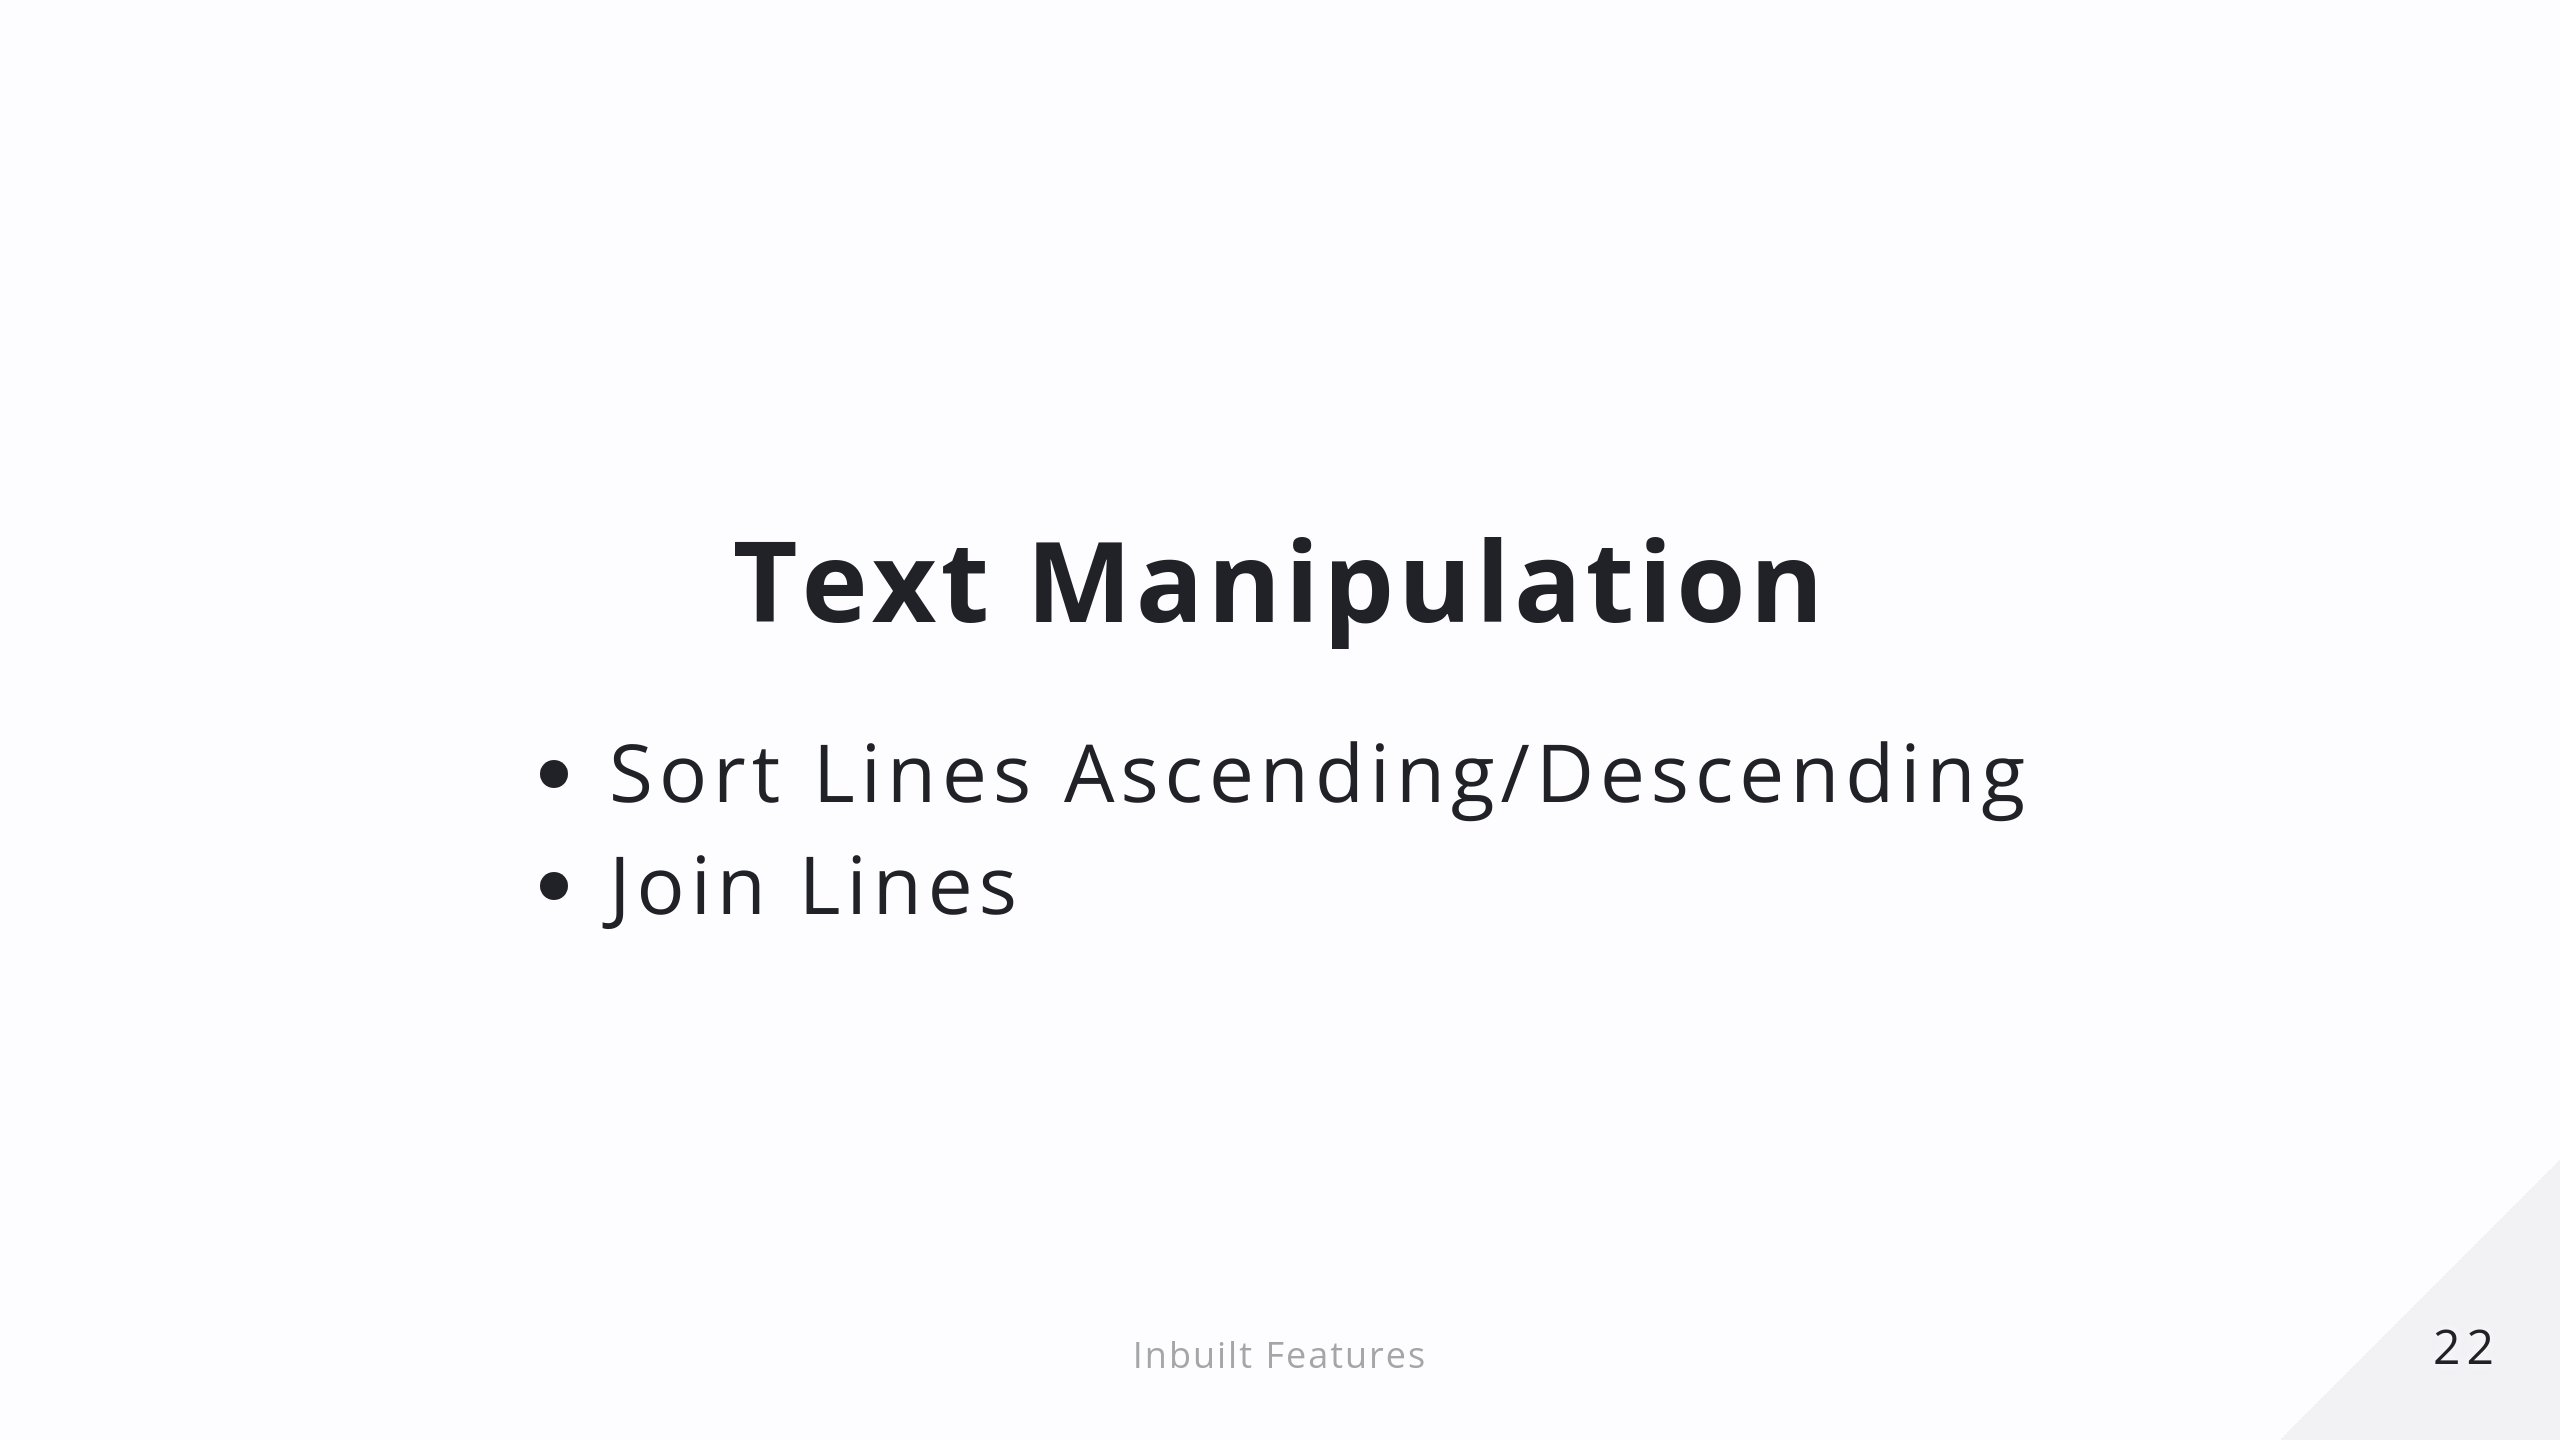 Text Manipulation
• Sort Lines Ascending/Descending
• Join Lines
Inbuilt Features
22